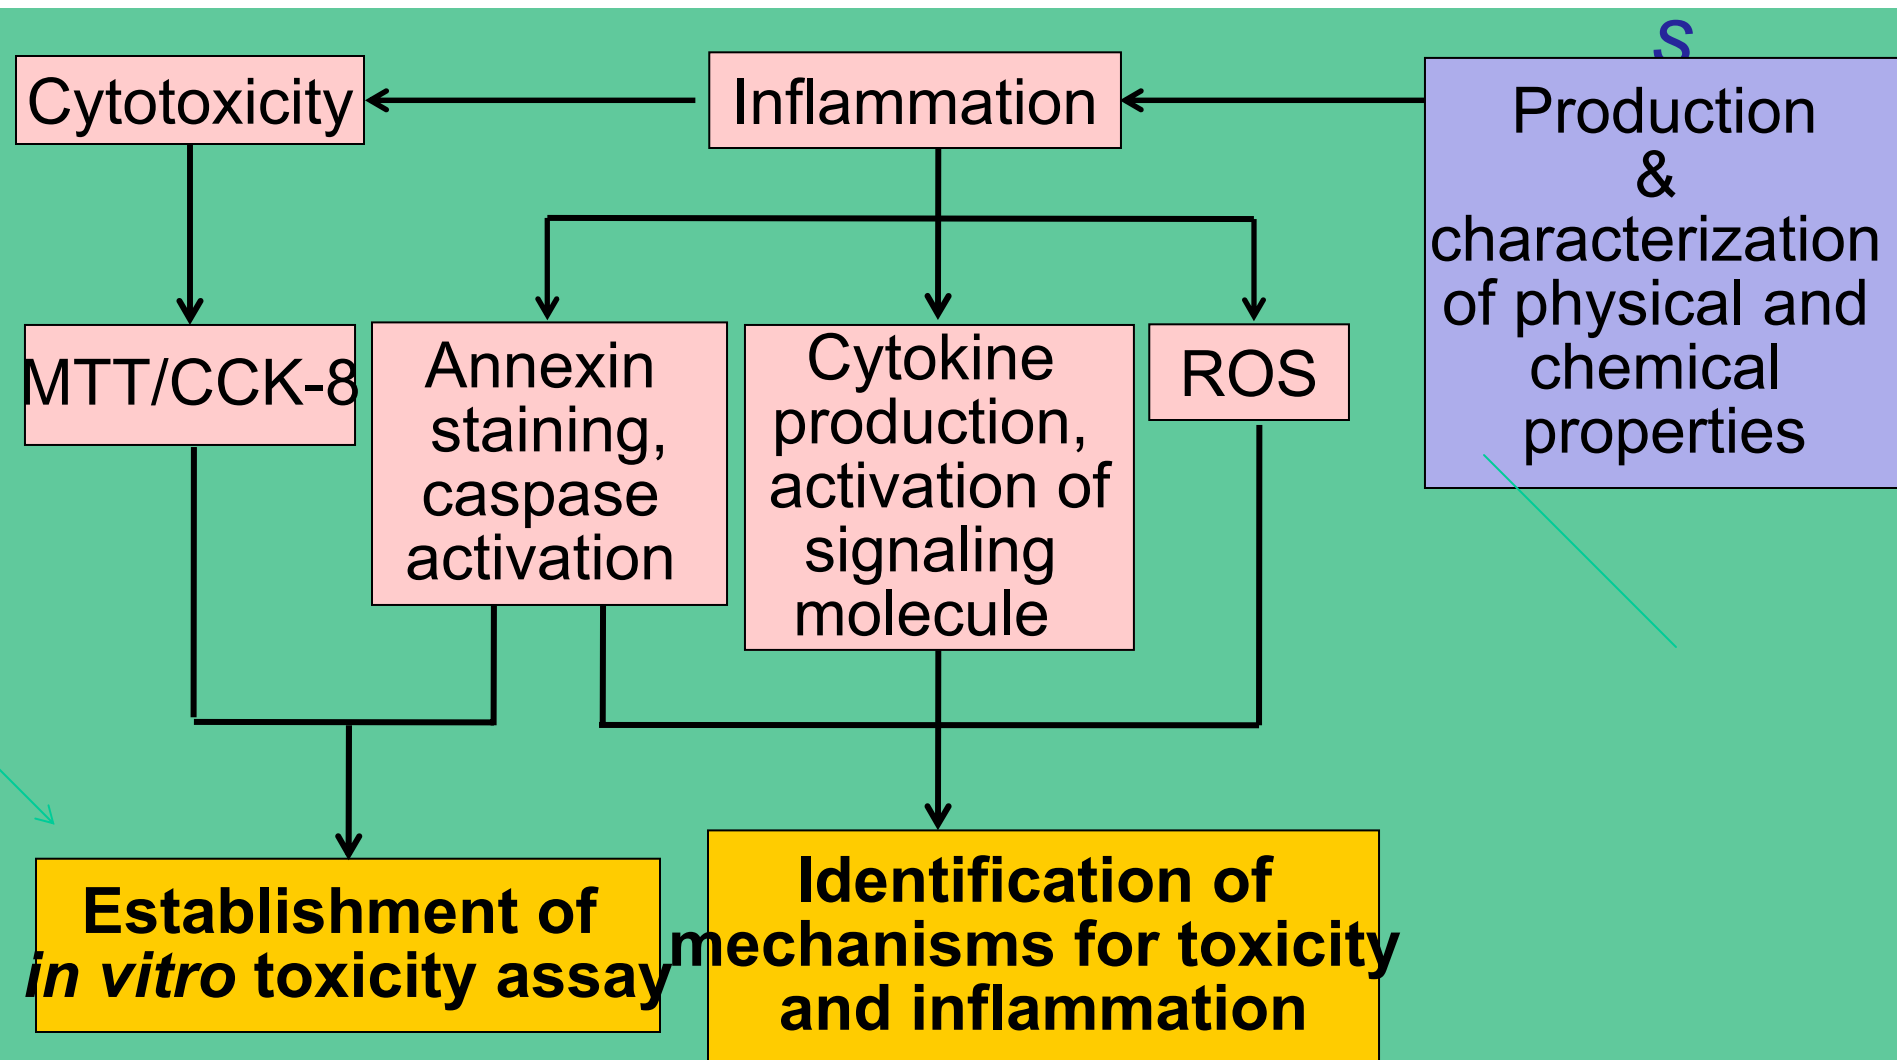 s
Cytotoxicity
Inflammation
Production
&
characterization
of physical and
chemical
properties
MTT/CCK-8
Annexin
staining,
caspase
activation
Cytokine
production,
activation of
signaling
molecule
ROS
Establishment of
in vitro toxicity assay
Identification of
mechanisms for toxicity
and inflammation